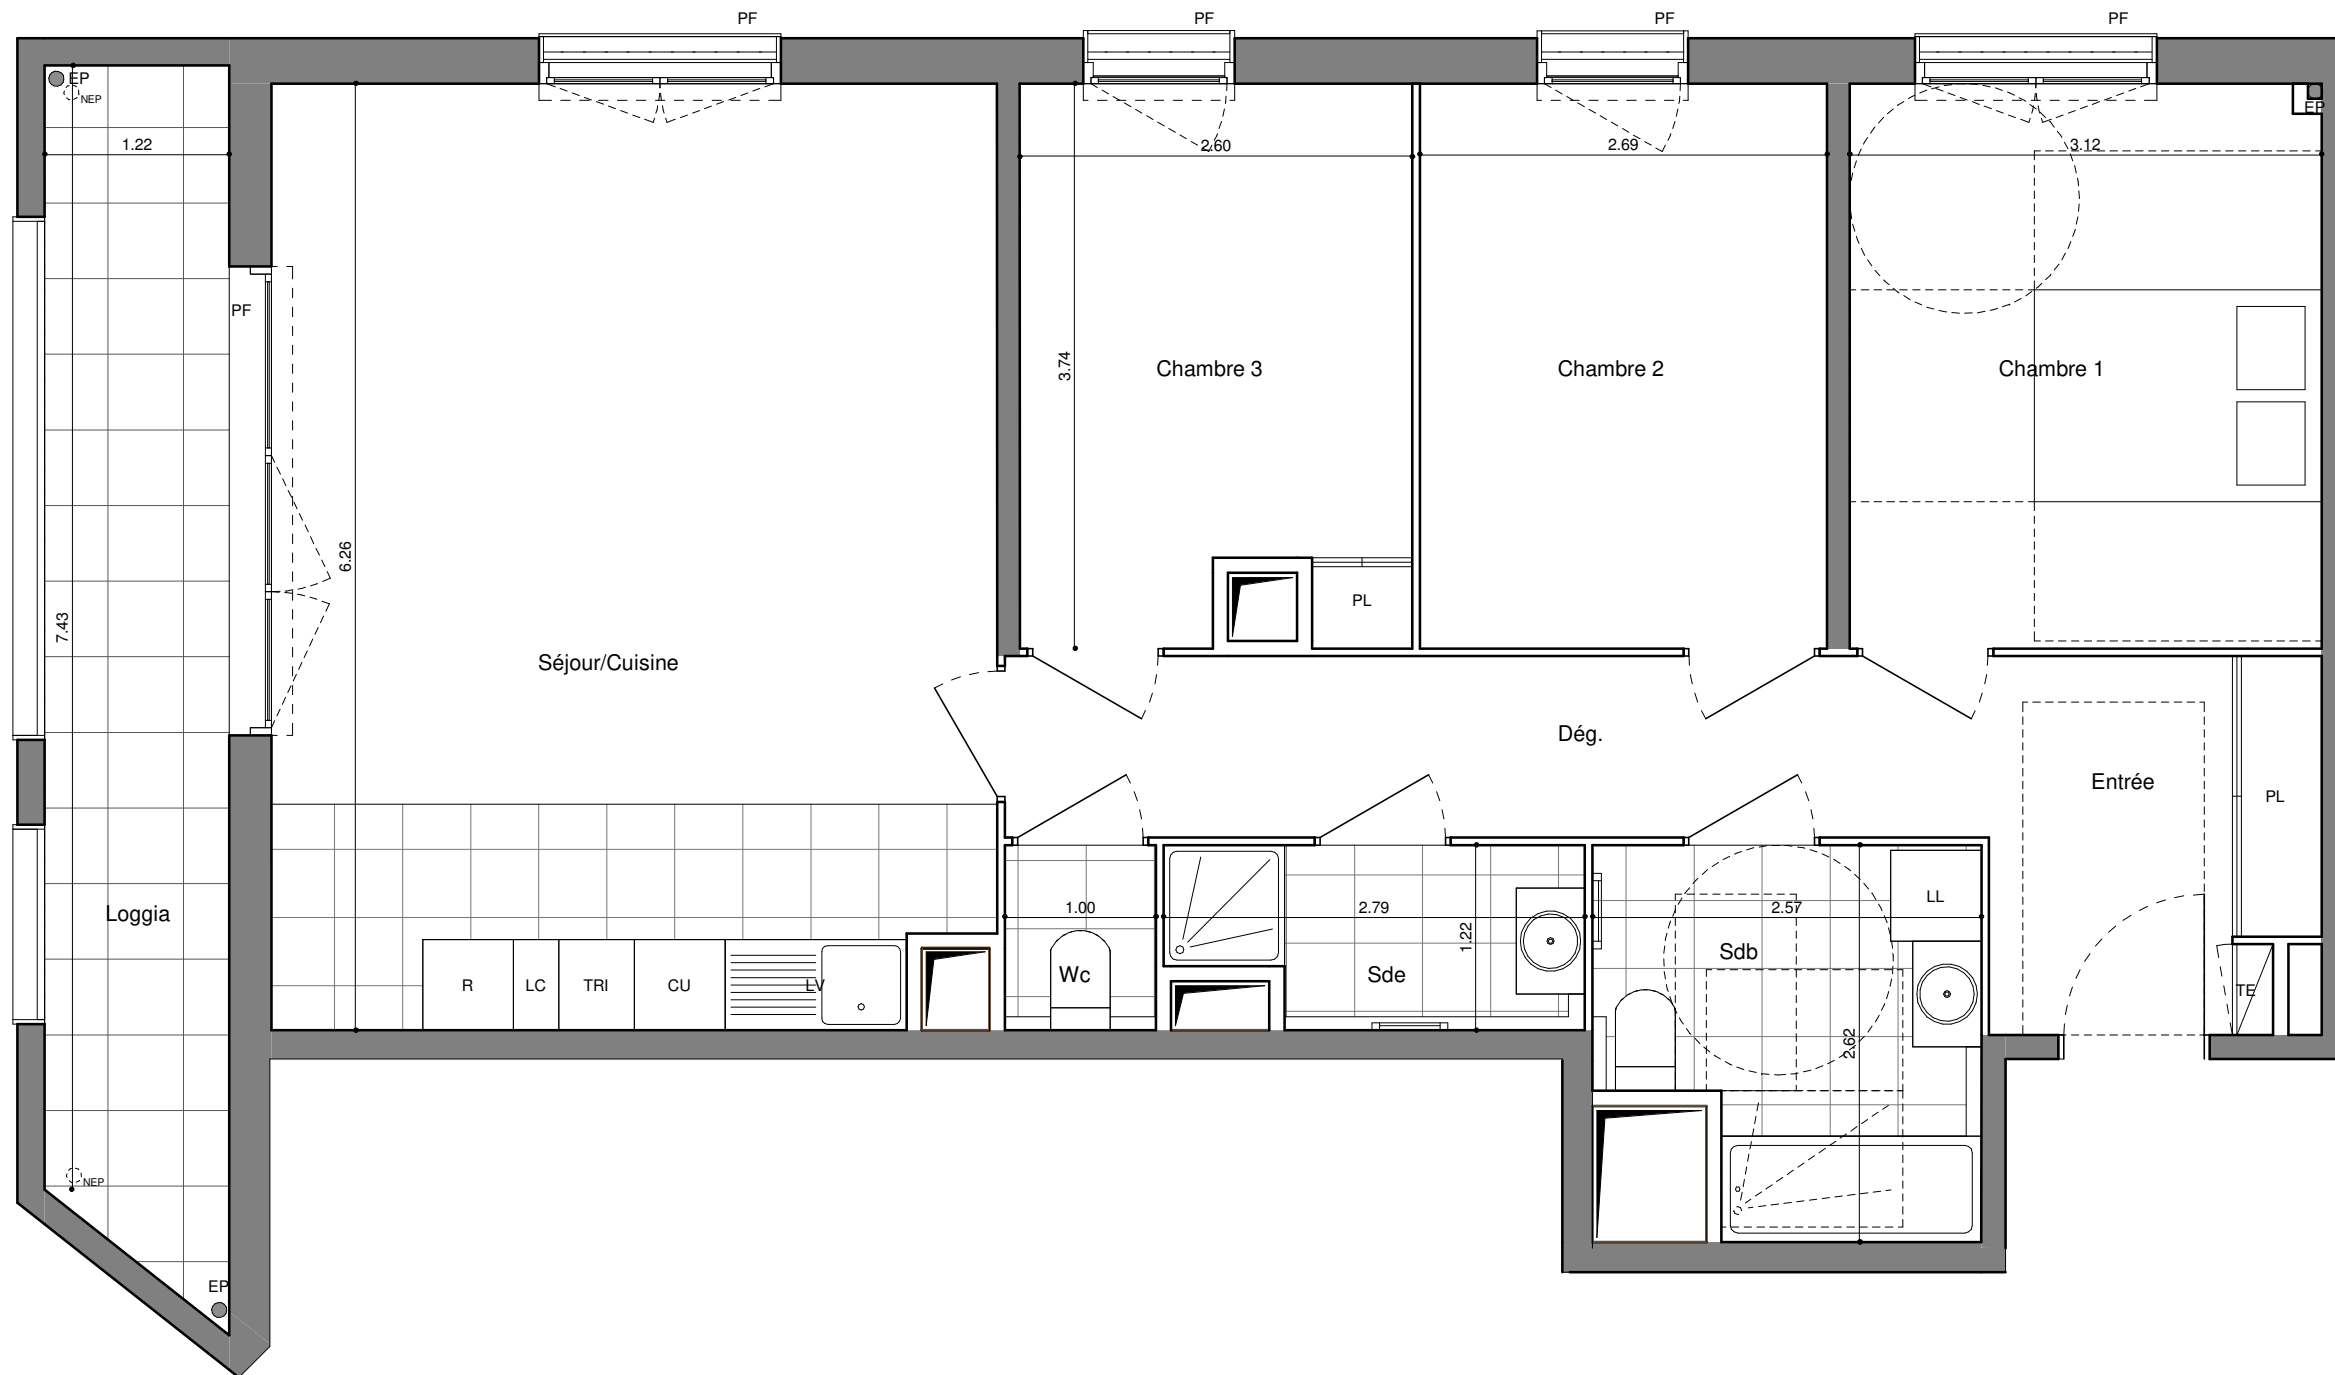 PF
PF
PF
PF
EP
NEP
EP
1.22
2.60
2.69
3.12
PF
3.74
Chambre 3
Chambre 2
Chambre 1
6.26
7.43
PL
Séjour/Cuisine
Dég.
Entrée
PL
Loggia
1.00
2.79
1.22
2.57
LL
R
LC
TRI
CU
LV
Wc
Sde
Sdb
TE
2.62
NEP
EP